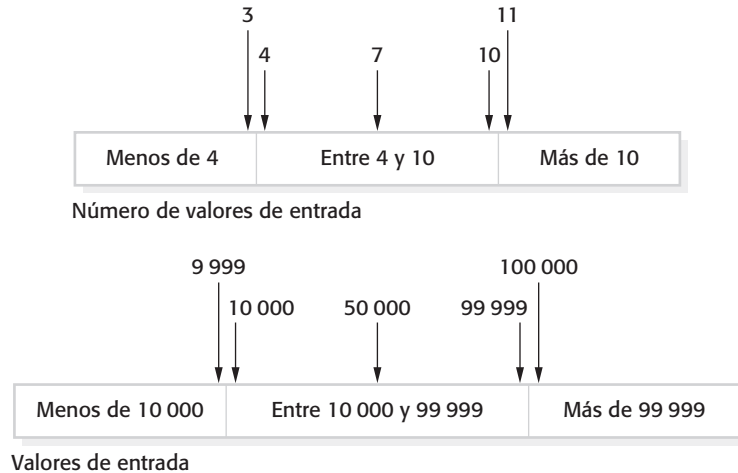 3
11
4
7
10
Menos de 4
Entre 4 y 10
Más de 10
Número de valores de entrada
9 999
100 000
10 000
50 000
99 999
Menos de 10 000
Entre 10 000 y 99 999
Más de 99 999
Valores de entrada